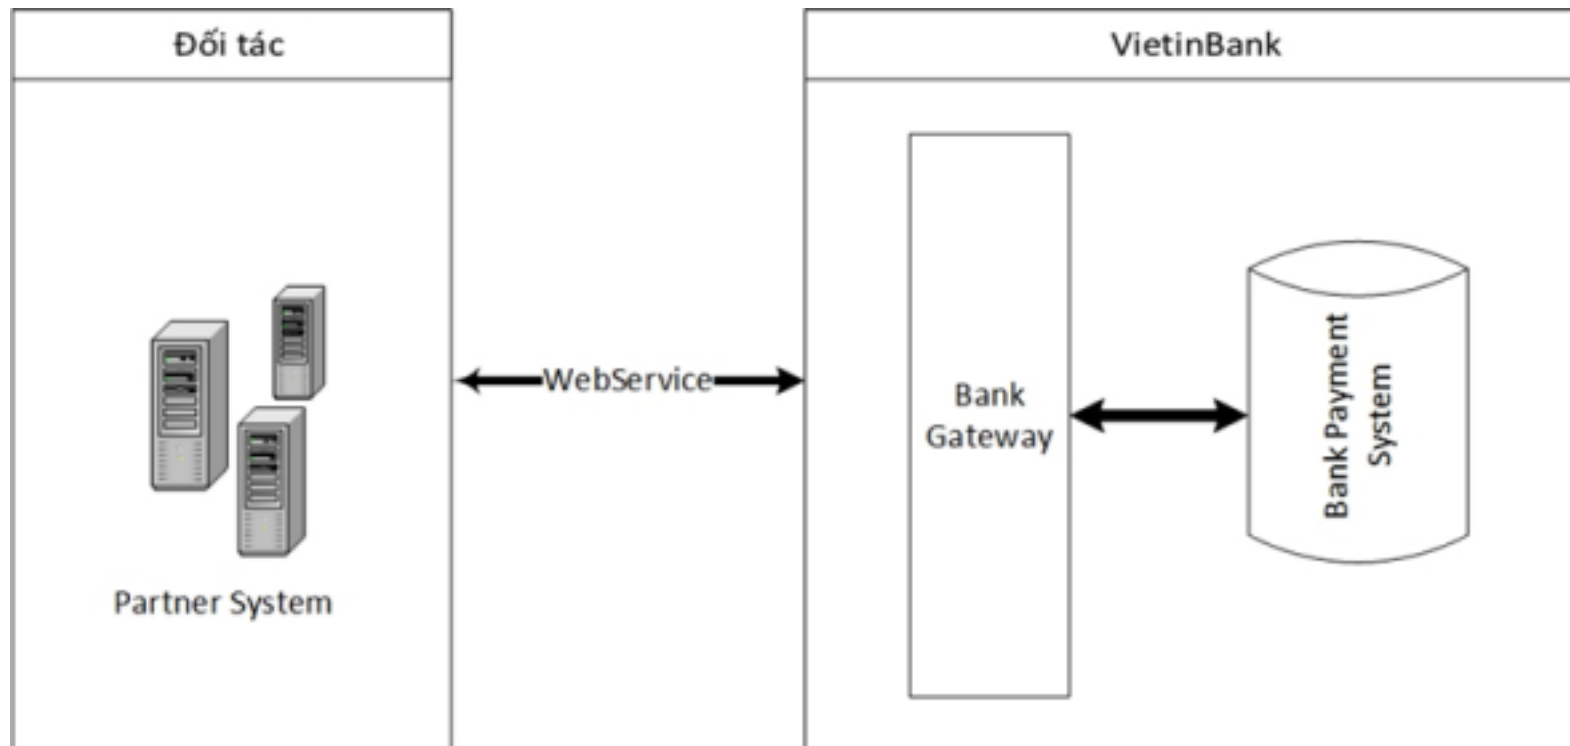 Đối tác
VietinBank
Partner System
WebService
Bank
Gateway
Bank Payment
System